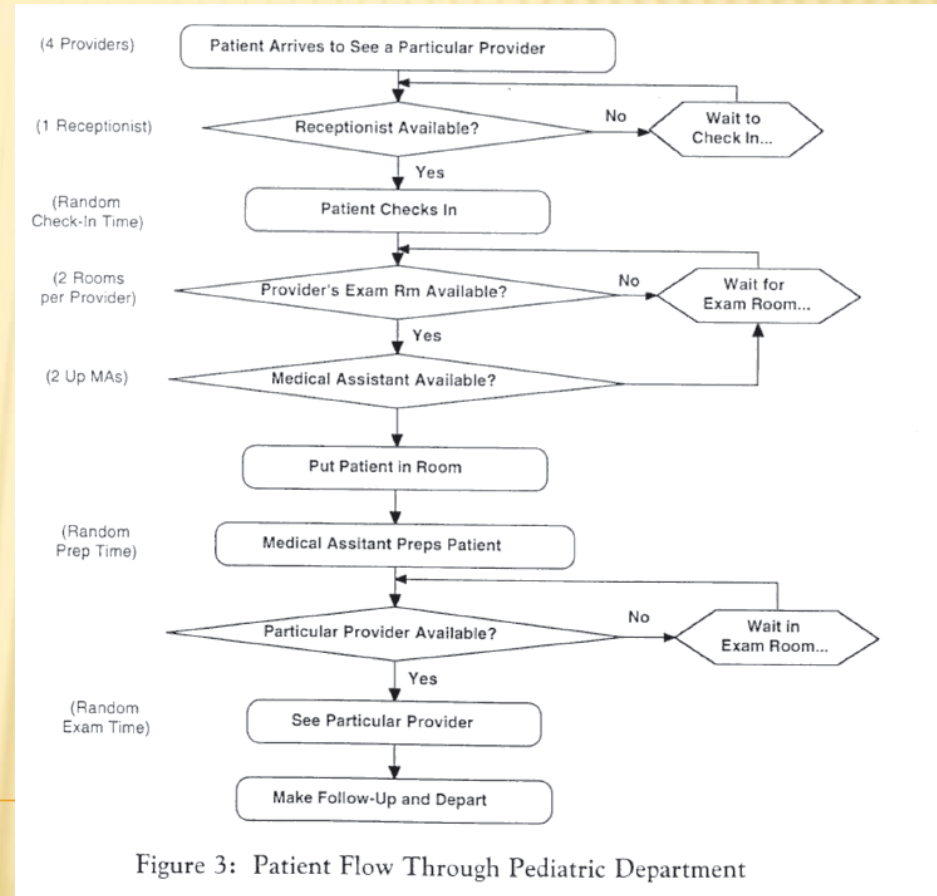 (4 Providers)
Patient Arrives to See a Particular Provider
(1 Receptionist)
Receptionist Available?
No
Wait to
Check In...
Yes
(Random
Check-In Time)
Patient Checks In
(2 Rooms
per Provider)
Provider's Exam Rm Available?
No
Wait for
Exam Room...
Yes
(2 Up MAs)
Medical Assistant Available?
Put Patient in Room
(Random
Prep Time)
Medical Assitant Preps Patient
Particular Provider Available?
No
Wait in
Exam Room...
Yes
(Random
Exam Time)
See Particular Provider
Make Follow-Up and Depart
Figure 3: Patient Flow Through Pediatric Department